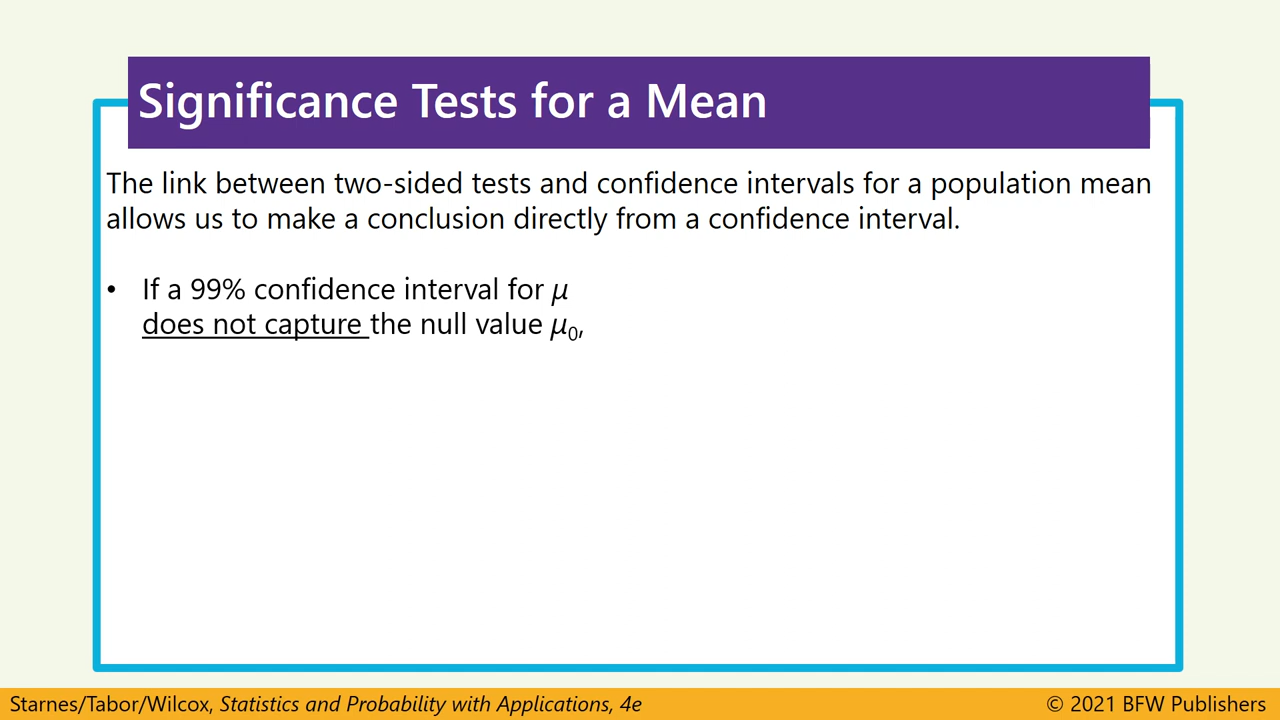 Significance Tests for a Mean
The link between two-sided tests and confidence intervals for a population mean
allows us to make a conclusion directly from a confidence interval.
• If a 99% confidence interval for μ
does not capture the null value μ₀,
Starnes/Tabor/Wilcox, Statistics and Probability with Applications, 4e
© 2021 BFW Publishers